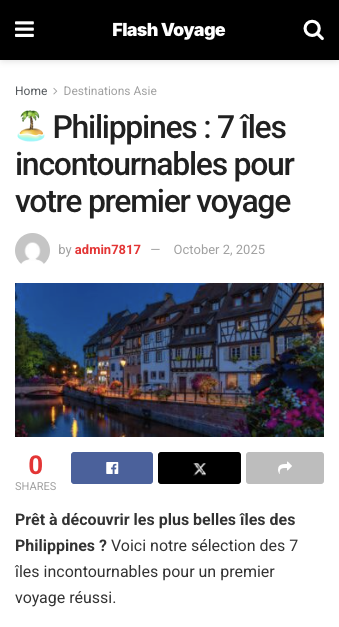 Flash Voyage
Home > Destinations Asie
🏝️ Philippines : 7 îles
incontournables pour
votre premier voyage
by admin7817 — October 2, 2025
0
SHARES
Prêt à découvrir les plus belles îles des
Philippines ? Voici notre sélection des 7
îles incontournables pour un premier
voyage réussi.